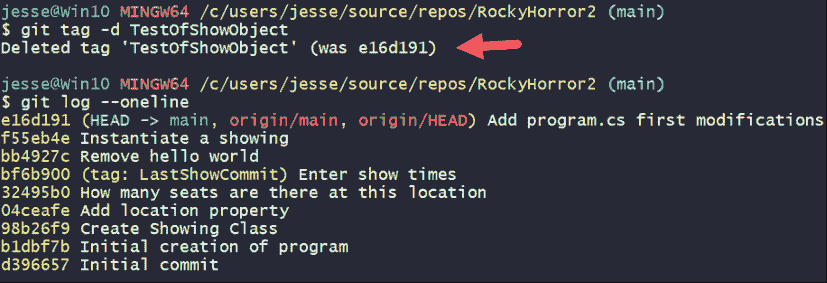 jesse@Win10 MINGW64 /c/users/jesse/source/repos/RockyHorror2 (main)
$ git tag -d TestOfShowObject
Deleted tag 'TestOfShowObject' (was e16d191)
jesse@Win10 MINGW64 /c/users/jesse/source/repos/RockyHorror2 (main)
$ git log --oneline
e16d191 (HEAD -> main, origin/main, origin/HEAD) Add program.cs first modifications
f55eb4e Instantiate a showing
bb4927c Remove hello world
bf6b900 (tag: LastShowCommit) Enter show times
32495b0 How many seats are there at this location
04ceafe Add location property
98b26f9 Create Showing Class
b1dbf7b Initial creation of program
d396657 Initial commit